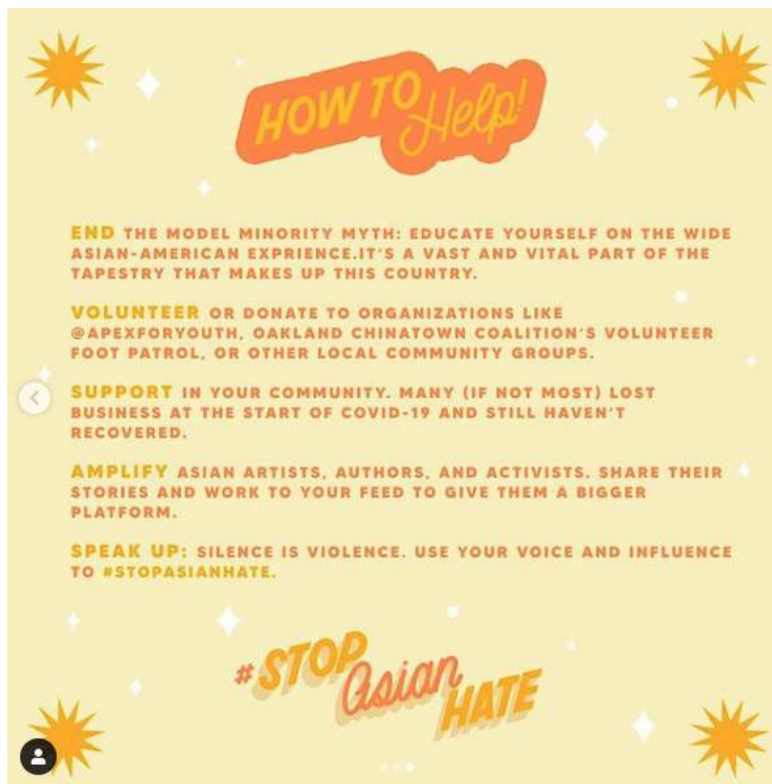 HOW TO Help!
END THE MODEL MINORITY MYTH: EDUCATE YOURSELF ON THE WIDE
ASIAN-AMERICAN EXPRIENCE.IT'S A VAST AND VITAL PART OF THE
TAPESTRY THAT MAKES UP THIS COUNTRY.
VOLUNTEER OR DONATE TO ORGANIZATIONS LIKE
@APEXFORYOUTH, OAKLAND CHINATOWN COALITION'S VOLUNTEER
FOOT PATROL, OR OTHER LOCAL COMMUNITY GROUPS.
SUPPORT IN YOUR COMMUNITY. MANY (IF NOT MOST) LOST
BUSINESS AT THE START OF COVID-19 AND STILL HAVEN'T
RECOVERED.
AMPLIFY ASIAN ARTISTS, AUTHORS, AND ACTIVISTS. SHARE THEIR
STORIES AND WORK TO YOUR FEED TO GIVE THEM A BIGGER
PLATFORM.
SPEAK UP: SILENCE IS VIOLENCE. USE YOUR VOICE AND INFLUENCE
TO #STOPASIANHATE.
#STOP Asian HATE